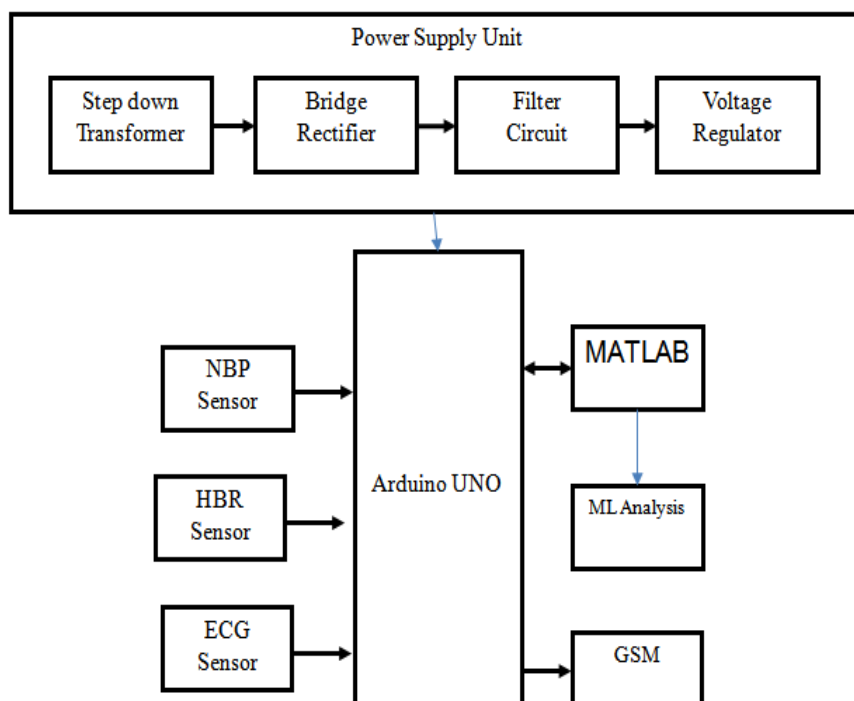 Power Supply Unit
Step down
Transformer
Bridge
Rectifier
Filter
Circuit
Voltage
Regulator
NBP
Sensor
HBR
Sensor
ECG
Sensor
Arduino UNO
MATLAB
ML Analysis
GSM